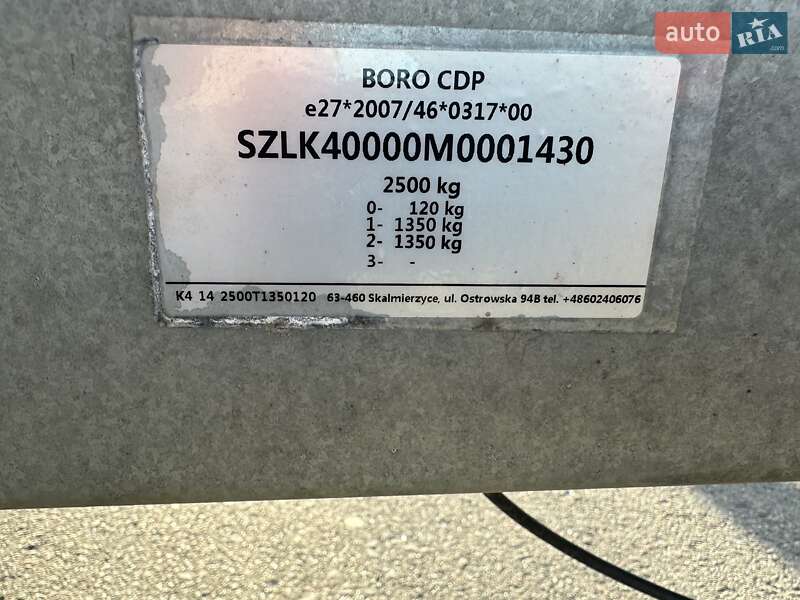 auto RIA.com
BORO CDP
e27*2007/46*0317*00
SZLK40000M0001430
2500 kg
0- 120 kg
1- 1350 kg
2- 1350 kg
3- -
K4 14 2500T1350120 63-460 Skalmierzyce, ul. Ostrowska 94B tel. +48602406076